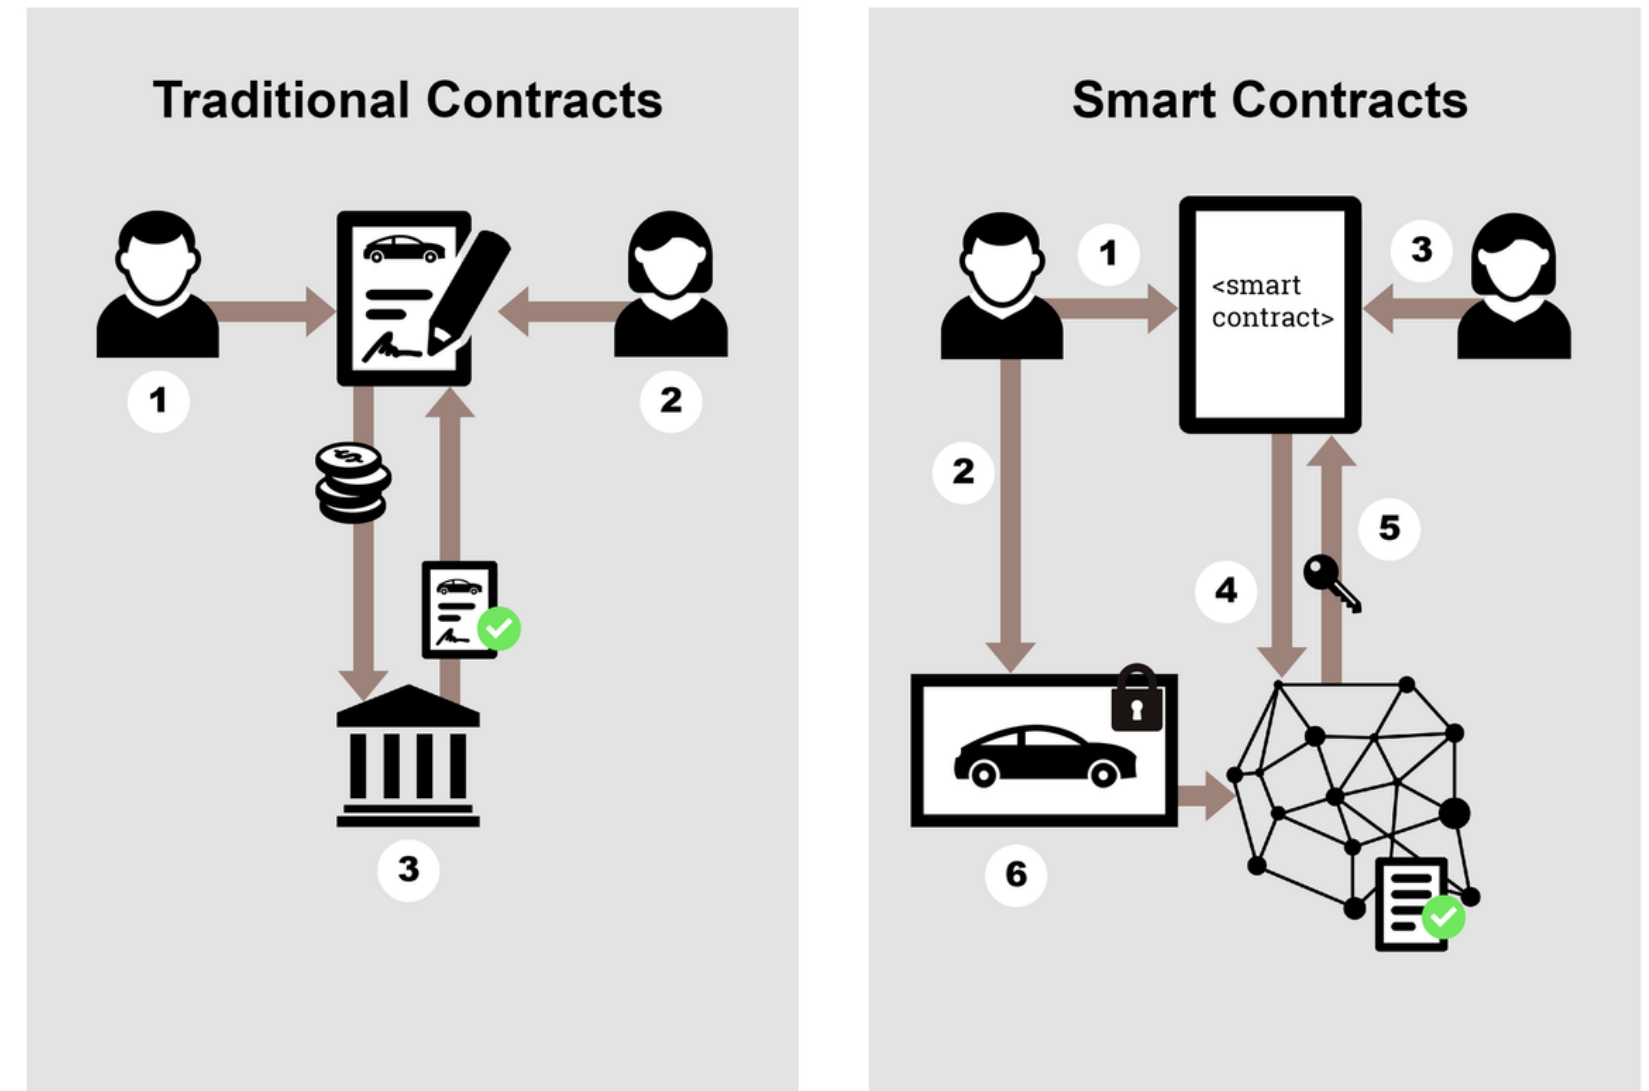 Traditional Contracts
1
2
$
3
Smart Contracts
1
3
<smart
contract>
2
5
4
6